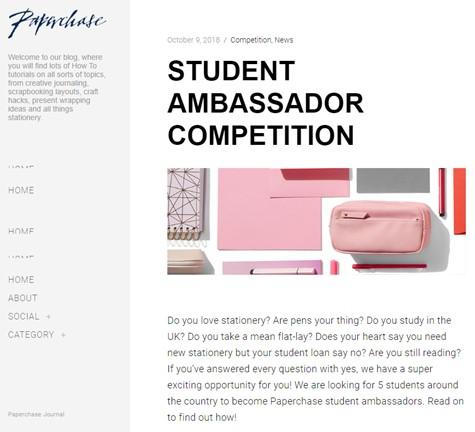 Paperchase
Welcome to our blog, where
you will find lots of How To
tutorials on all sorts of topics,
from creative journaling,
scrapbooking layouts, craft
hacks, present wrapping
ideas and all things
stationery.
HOME
HOME
HOME
HOME
HOME
ABOUT
SOCIAL +
CATEGORY +
Paperchase Journal
October 9, 2018 / Competition, News
STUDENT
AMBASSADOR
COMPETITION
Do you love stationery? Are pens your thing? Do you study in the
UK? Do you take a mean flat-lay? Does your heart say you need
new stationery but your student loan say no? Are you still reading?
If you've answered every question with yes, we have a super
exciting opportunity for you! We are looking for 5 students around
the country to become Paperchase student ambassadors. Read on
to find out how!